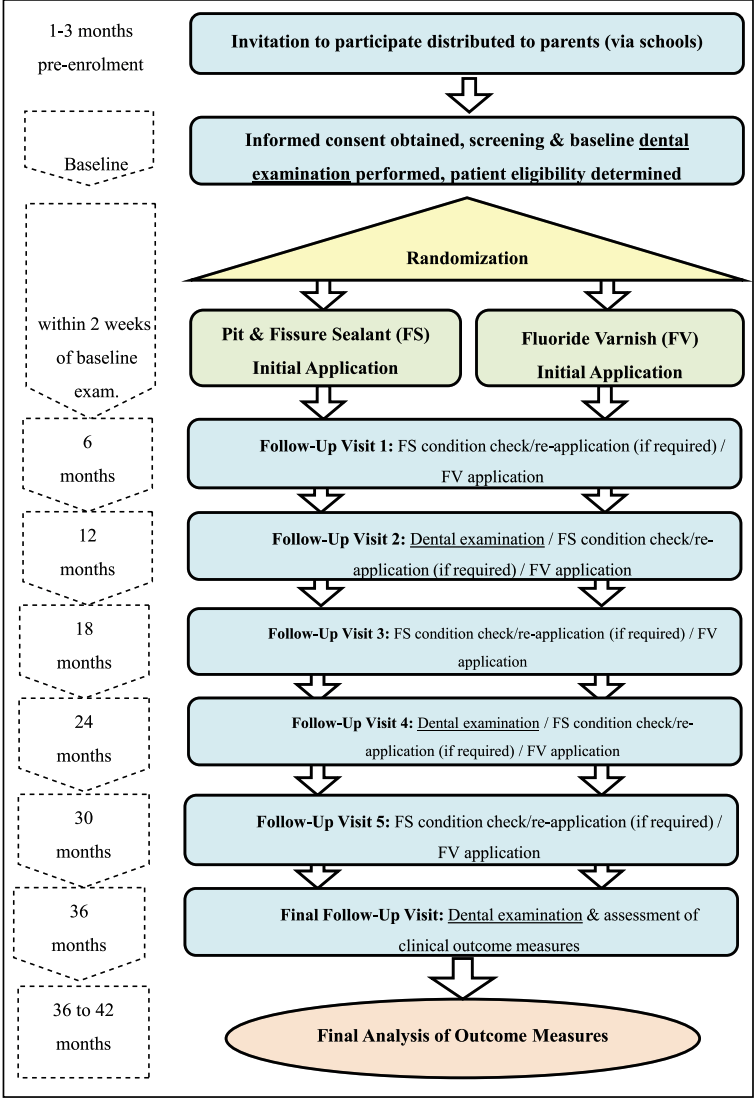 1-3 months
pre-enrolment
Invitation to participate distributed to parents (via schools)
Baseline
Informed consent obtained, screening & baseline dental
examination performed, patient eligibility determined
Randomization
within 2 weeks
of baseline
exam.
Pit & Fissure Sealant (FS)
Initial Application
Fluoride Varnish (FV)
Initial Application
6
months
Follow-Up Visit 1: FS condition check/re-application (if required) /
FV application
12
months
Follow-Up Visit 2: Dental examination / FS condition check/re-
application (if required) / FV application
18
months
Follow-Up Visit 3: FS condition check/re-application (if required) / FV
application
24
months
Follow-Up Visit 4: Dental examination / FS condition check/re-
application (if required) / FV application
30
months
Follow-Up Visit 5: FS condition check/re-application (if required) /
FV application
36
months
Final Follow-Up Visit: Dental examination & assessment of
clinical outcome measures
36 to 42
months
Final Analysis of Outcome Measures